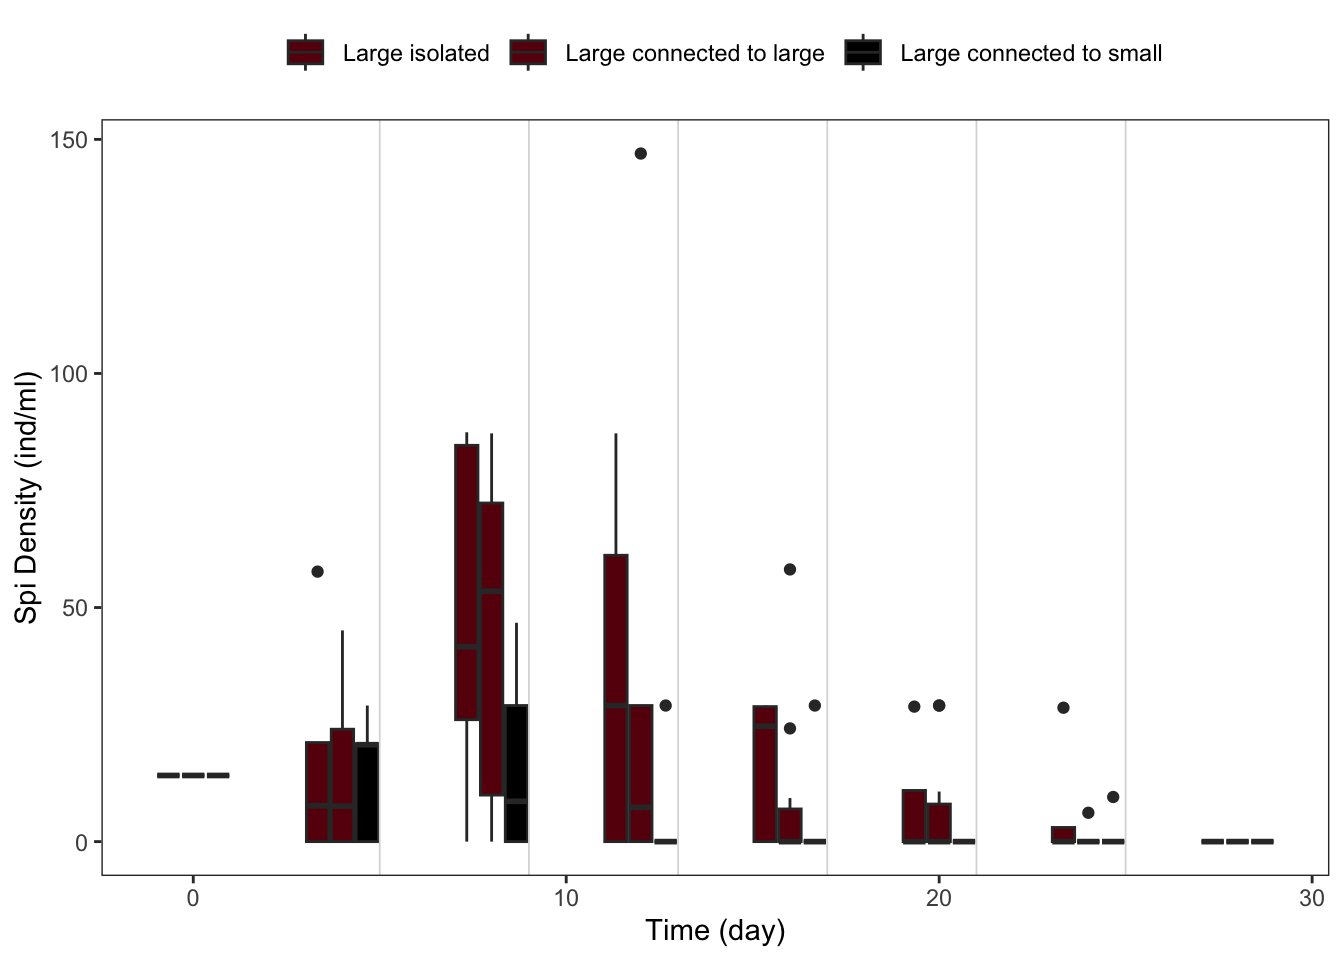 Large isolated Large connected to large Large connected to small
150
100
50
0
Spi Density (ind/ml)
0 10 20 30
Time (day)